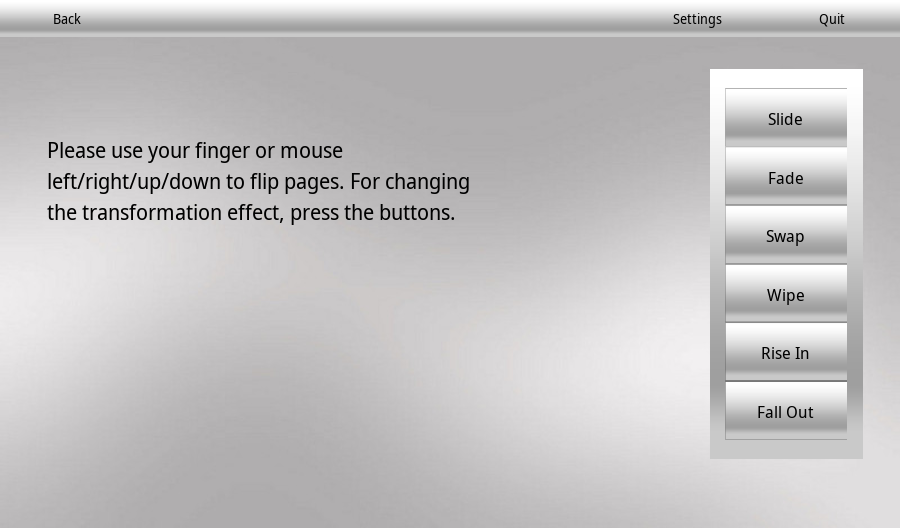 Back
Settings
Quit
Please use your finger or mouse
left/right/up/down to flip pages. For changing
the transformation effect, press the buttons.
Slide
Fade
Swap
Wipe
Rise In
Fall Out